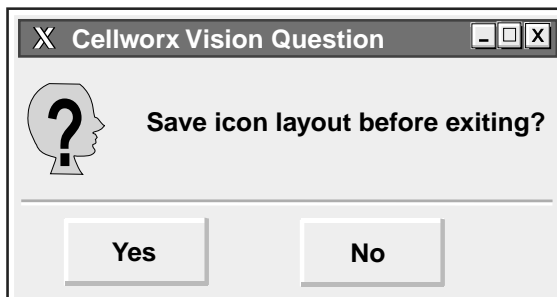 X Cellworx Vision Question
Save icon layout before exiting?
Yes No